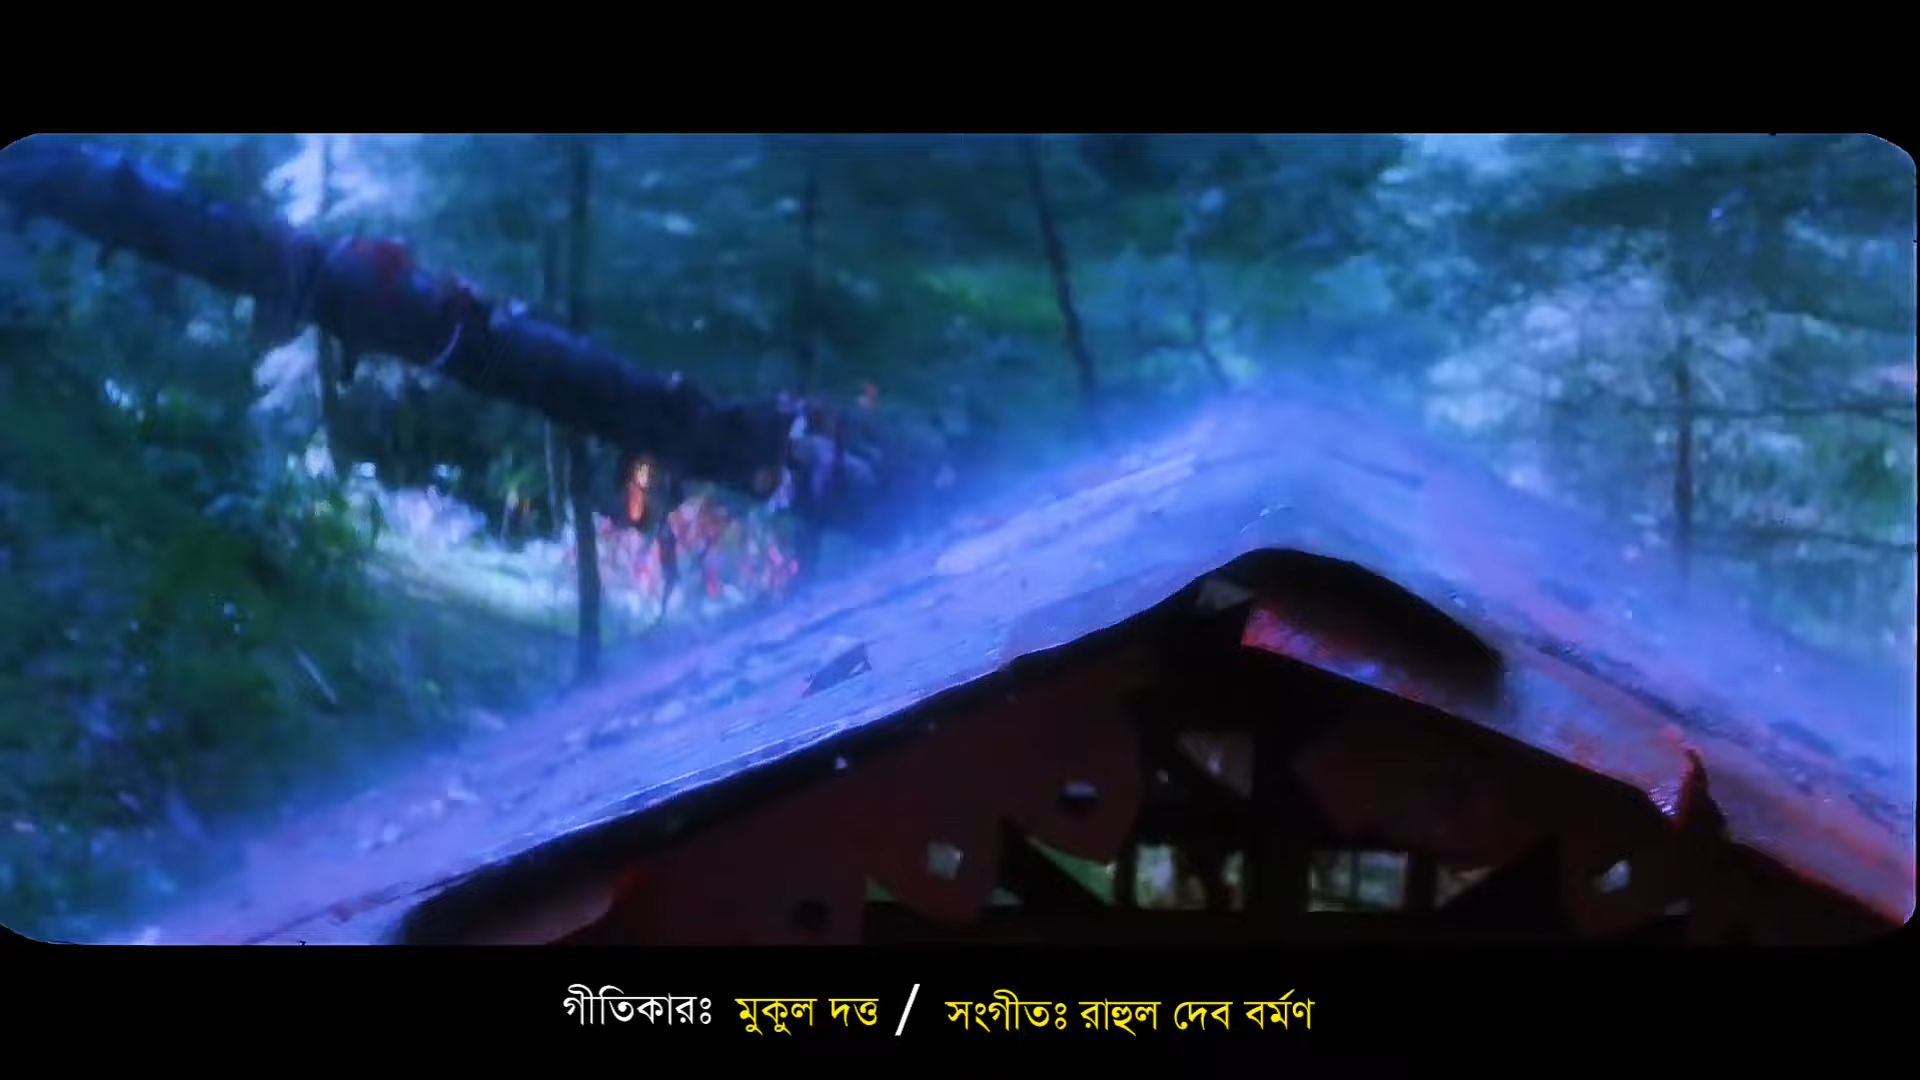 গীতিকারঃ মুকুল দত্ত / সংগীতঃ রাহুল দেব বর্মণ